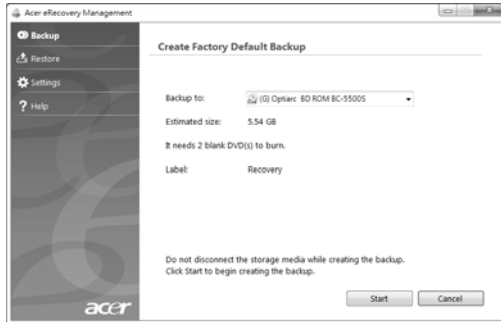 Acer eRecovery Management
Backup
Restore
Settings
Help
Create Factory Default Backup
Backup to: (G) Optiarc BD ROM BC-5500S
Estimated size: 5.54 GB
It needs 2 blank DVD(s) to burn.
Label: Recovery
Do not disconnect the storage media while creating the backup.
Click Start to begin creating the backup.
Start Cancel
acer